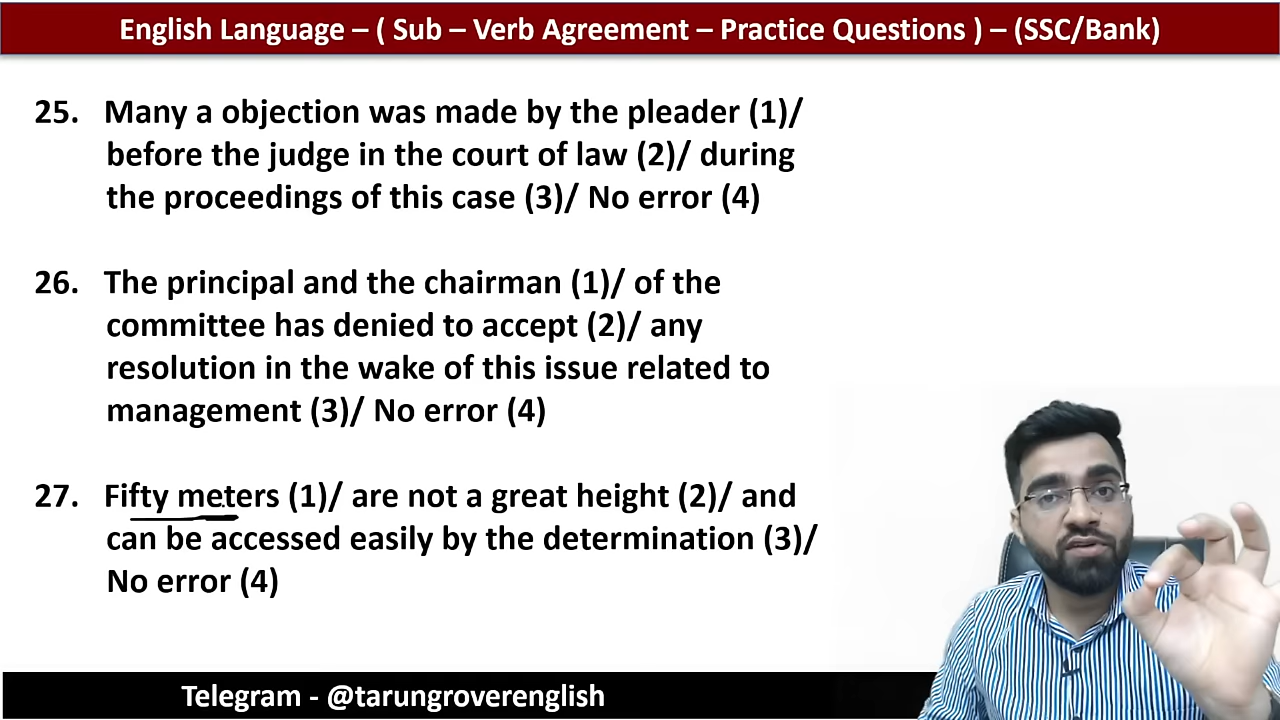 English Language – ( Sub – Verb Agreement – Practice Questions ) – (SSC/Bank)
25. Many a objection was made by the pleader (1)/
before the judge in the court of law (2)/ during
the proceedings of this case (3)/ No error (4)
26. The principal and the chairman (1)/ of the
committee has denied to accept (2)/ any
resolution in the wake of this issue related to
management (3)/ No error (4)
27. Fifty meters (1)/ are not a great height (2)/ and
can be accessed easily by the determination (3)/
No error (4)
Telegram - @tarungroverenglish